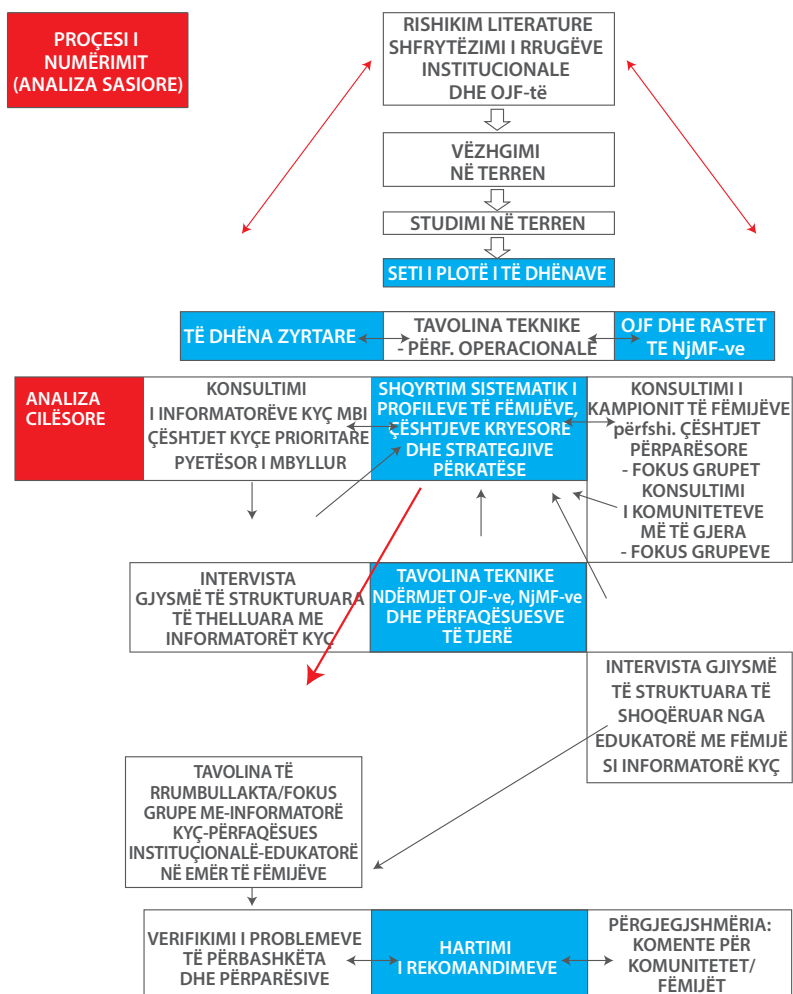 PROÇESI I
NUMËRIMIT
(ANALIZA SASIORE)
RISHIKIM LITERATURE
SHFRYTËZIMI I RRUGËVE
INSTITUCIONALE
DHE OJF-të
VËZHGIMI
NË TERREN
STUDIMI NË TERREN
SETI I PLOTË I TË DHËNAVE
TË DHËNA ZYRTARE
TAVOLINA TEKNIKE
- PËRF. OPERACIONALE
OJF DHE RASTET
TE NjMF-ve
ANALIZA
CILËSORE
KONSULTIMI
I INFORMATORËVE KYÇ MBI
ÇËSHTJET KYÇE PRIORITARE
PYETËSOR I MBYLLUR
SHQYRTIM SISTEMATIK I
PROFILEVE TË FËMIJËVE,
ÇËSHTJEVE KRYESORE
DHE STRATEGJIVE
PËRKATËSE
KONSULTIMI I
KAMPIONIT TË FËMIJËVE
përfshi. ÇËSHTJET
PËRPARËSORE
- FOKUS GRUPET
KONSULTIMI
I KOMUNITETEVE
MË TË GJERA
- FOKUS GRUPEVE
INTERVISTA
GJYSMË TË STRUKTURUARA
TË THELLUARA ME
INFORMATORËT KYÇ
TAVOLINA TEKNIKE
NDËRMJET OJF-ve, NjMF-ve
DHE PËRFAQËSUESVE
TË TJERË
INTERVISTA GJIYSMË
TË STRUKTUARA TË
SHOQËRUAR NGA
EDUKATORË ME FËMIJË
SI INFORMATORË KYÇ
TAVOLINA TË
RRUMBULLAKTA/FOKUS
GRUPE ME-INFORMATORË
KYÇ-PËRFAQËSUES
INSTITUÇIONALË-EDUKATORË
NË EMËR TË FËMIJËVE
VERIFIKIMI I PROBLEMEVE
TË PËRBASHKËTA
DHE PËRPARËSIVE
HARTIMI
I REKOMANDIMEVE
PËRGJEGJSHMËRIA:
KOMENTE PËR
KOMUNITETET/
FËMIJËT